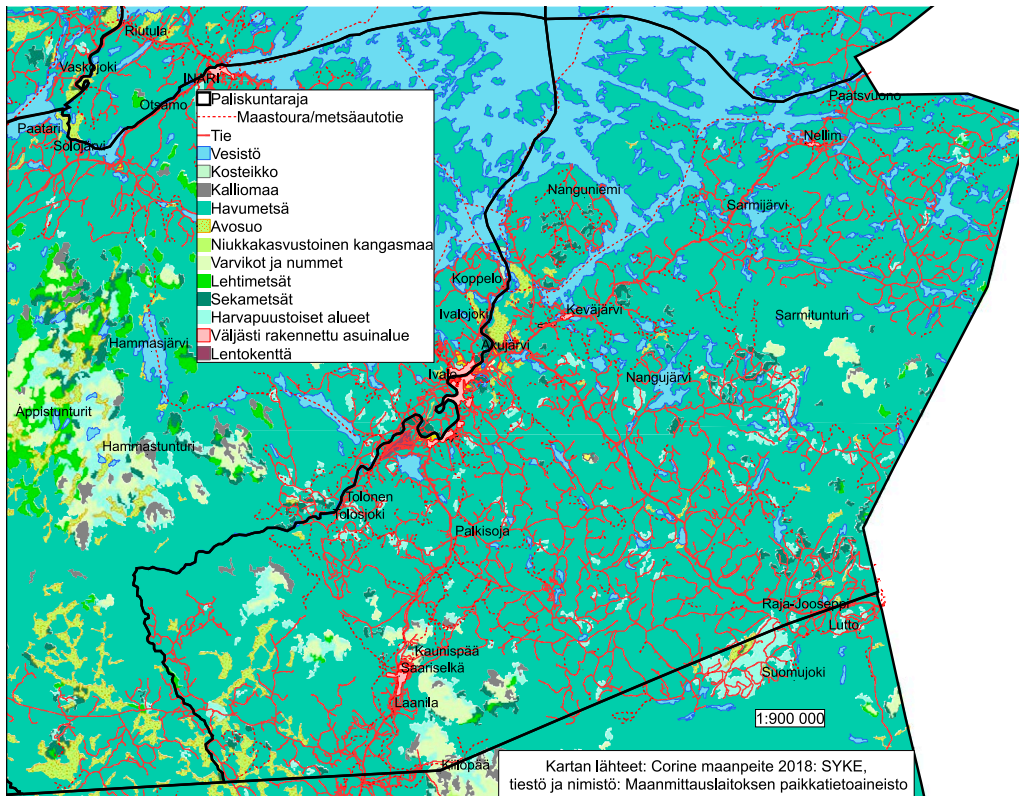 Riutula
Vaskojoki
INARI
Otsamo
Paatari
Solojärvi
Paliskuntaraja
Maastoura/metsäautotie
Tie
Vesistö
Kosteikko
Kalliomaa
Havumetsä
Avosuo
Niukkakasvustoinen kangasmaa
Varvikot ja nummet
Lehtimetsät
Sekametsät
Harvapuustoiset alueet
Väljästi rakennettu asuinalue
Lentokenttä
Paatsvuono
Nellim
Nanguniemi
Sarmijärvi
Koppelo
Ivalojoki
Keväjärvi
Sarmitunturi
Akujärvi
Hammasjärvi
Ivalo
Nangujärvi
Appistunturit
Hammastunturi
Tolonen
Tolosjoki
Palkisoja
Raja-Jooseppi
Lutto
Kaunispää
Saariselkä
Suomujoki
Laanila
1:900 000
Kiilopää
Kartan lähteet: Corine maanpeite 2018: SYKE,
tiestö ja nimistö: Maanmittauslaitoksen paikkatietoaineisto